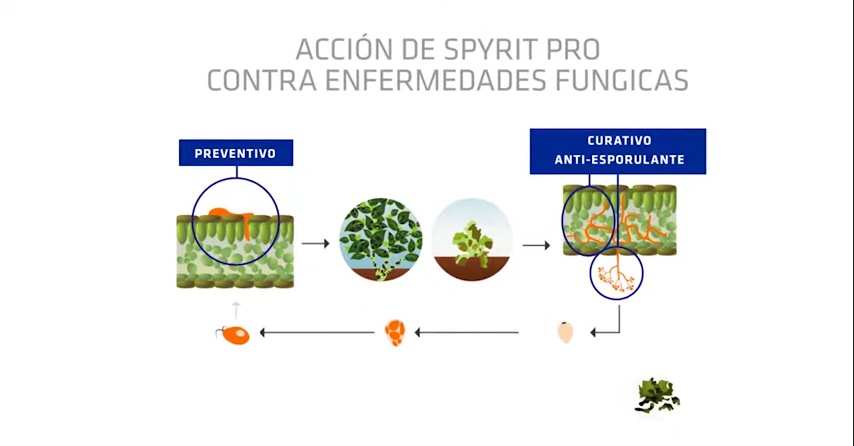 ACCIÓN DE SPYRIT PRO
CONTRA ENFERMEDADES FUNGICAS
PREVENTIVO
CURATIVO
ANTI-ESPORULANTE